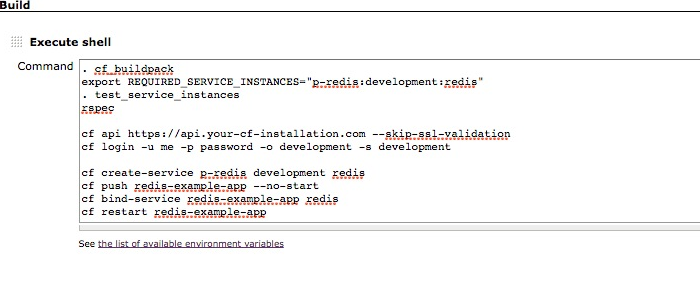 Build
Execute shell
Command
. cf_buildpack
export REQUIRED_SERVICE_INSTANCES="p-redis:development:redis"
. test_service_instances
rspec
cf api https://api.your-cf-installation.com --skip-ssl-validation
cf login -u me -p password -o development -s development
cf create-service p-redis development redis
cf push redis-example-app --no-start
cf bind-service redis-example-app redis
cf restart redis-example-app
See the list of available environment variables